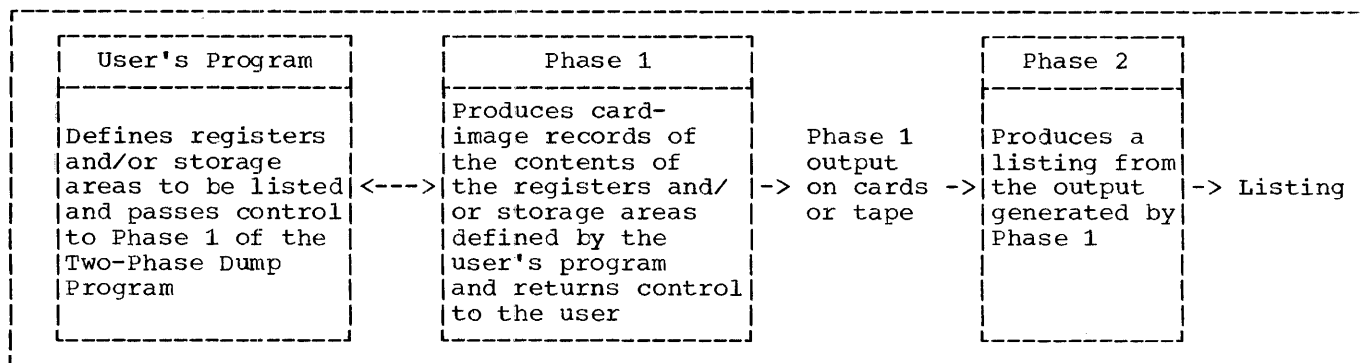 User's Program
Defines registers
and/or storage
areas to be listed
and passes control
to Phase 1 of the
Two-Phase Dump
Program
<--->
Phase 1
Produces card-
image records of
the contents of
the registers and/
or storage areas
defined by the
user's program
and returns control
to the user
->
Phase 1
output
on cards
or tape
->
Phase 2
Produces a
listing from
the output
generated by
Phase 1
-> Listing